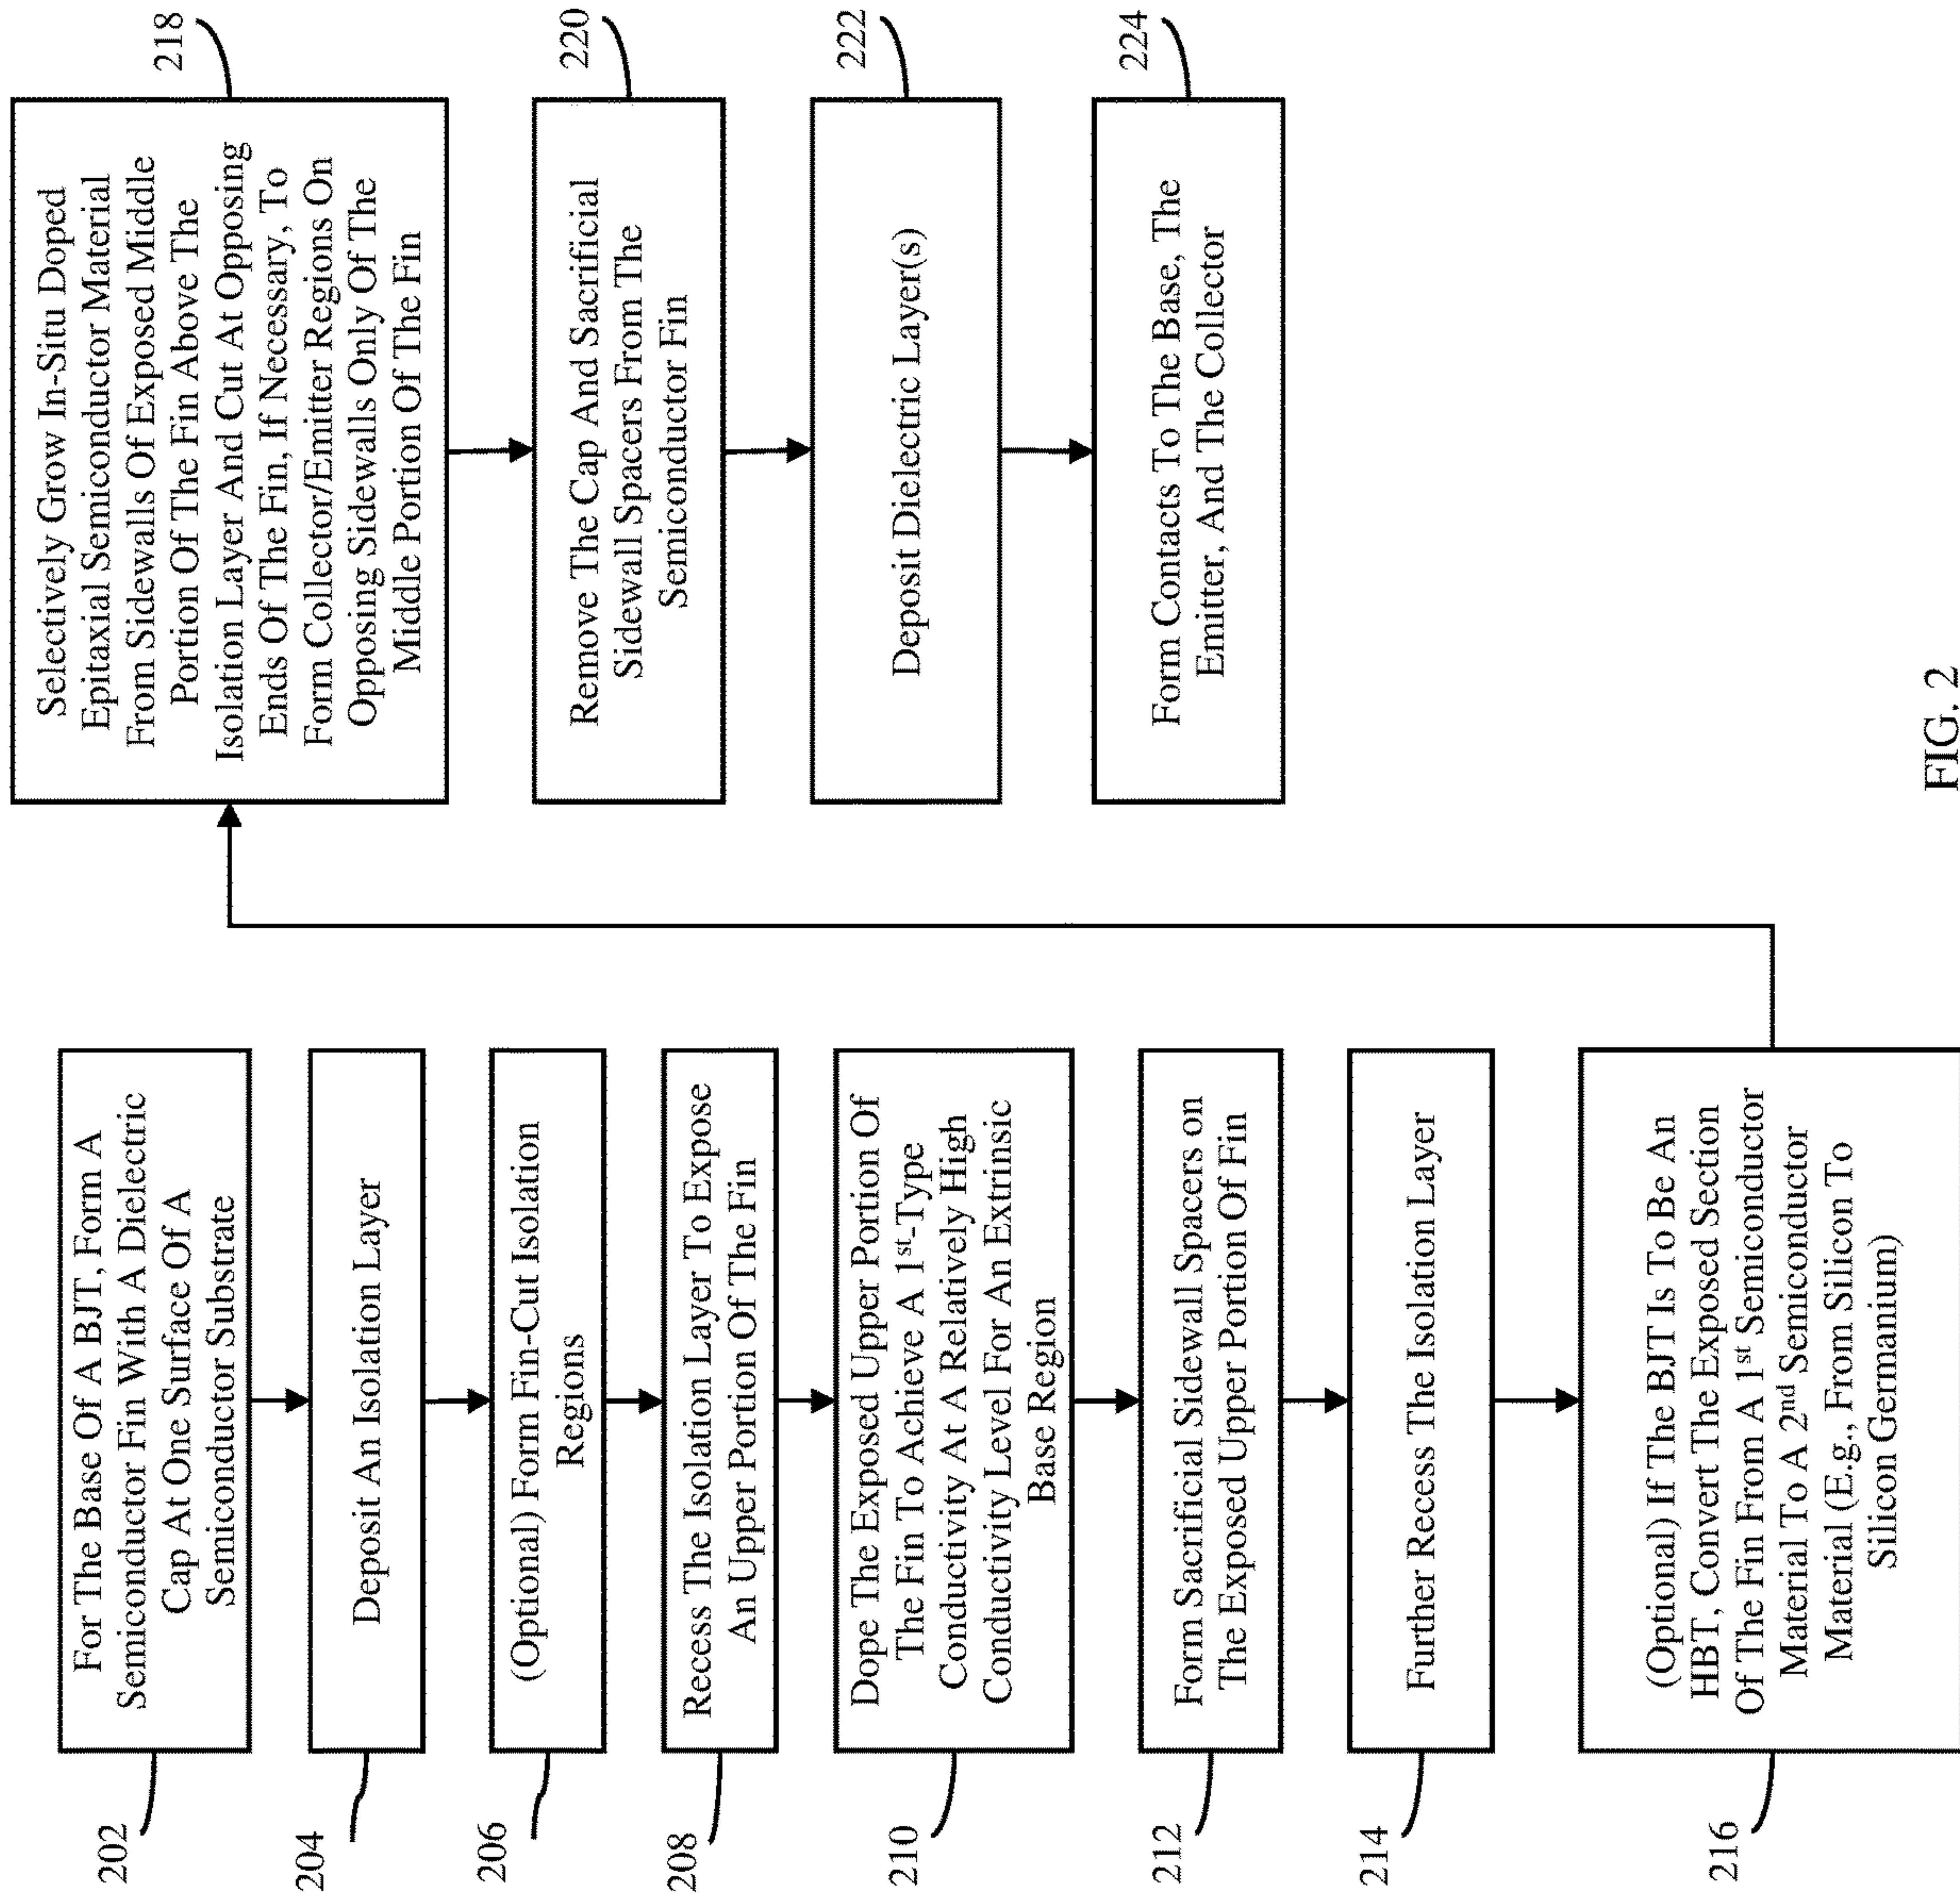 202
For The Base Of A BJT, Form A
Semiconductor Fin With A Dielectric
Cap At One Surface Of A
Semiconductor Substrate
204
Deposit An Isolation Layer
206
(Optional) Form Fin-Cut Isolation
Regions
208
Recess The Isolation Layer To Expose
An Upper Portion Of The Fin
210
Dope The Exposed Upper Portion Of
The Fin To Achieve A 1st-Type
Conductivity At A Relatively High
Conductivity Level For An Extrinsic
Base Region
212
Form Sacrificial Sidewall Spacers on
The Exposed Upper Portion Of Fin
214
Further Recess The Isolation Layer
216
(Optional) If The BJT Is To Be An
HBT, Convert The Exposed Section
Of The Fin From A 1st Semiconductor
Material To A 2nd Semiconductor
Material (E.g., From Silicon To
Silicon Germanium)
218
Selectively Grow In-Situ Doped
Epitaxial Semiconductor Material
From Sidewalls Of Exposed Middle
Portion Of The Fin Above The
Isolation Layer And Cut At Opposing
Ends Of The Fin, If Necessary, To
Form Collector/Emitter Regions On
Opposing Sidewalls Only Of The
Middle Portion Of The Fin
220
Remove The Cap And Sacrificial
Sidewall Spacers From The
Semiconductor Fin
222
Deposit Dielectric Layer(s)
224
Form Contacts To The Base, The
Emitter, And The Collector
FIG. 2